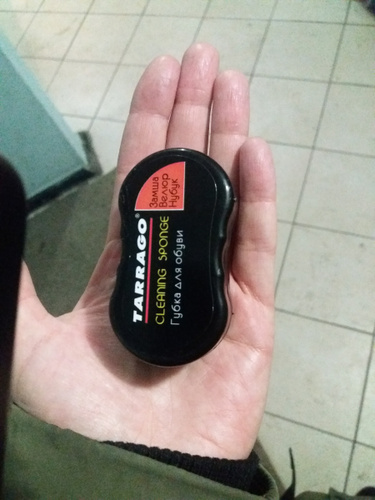 TARRAGO®
CLEANING SPONGE
Губка для обуви
Замша
Велюр
Нубук